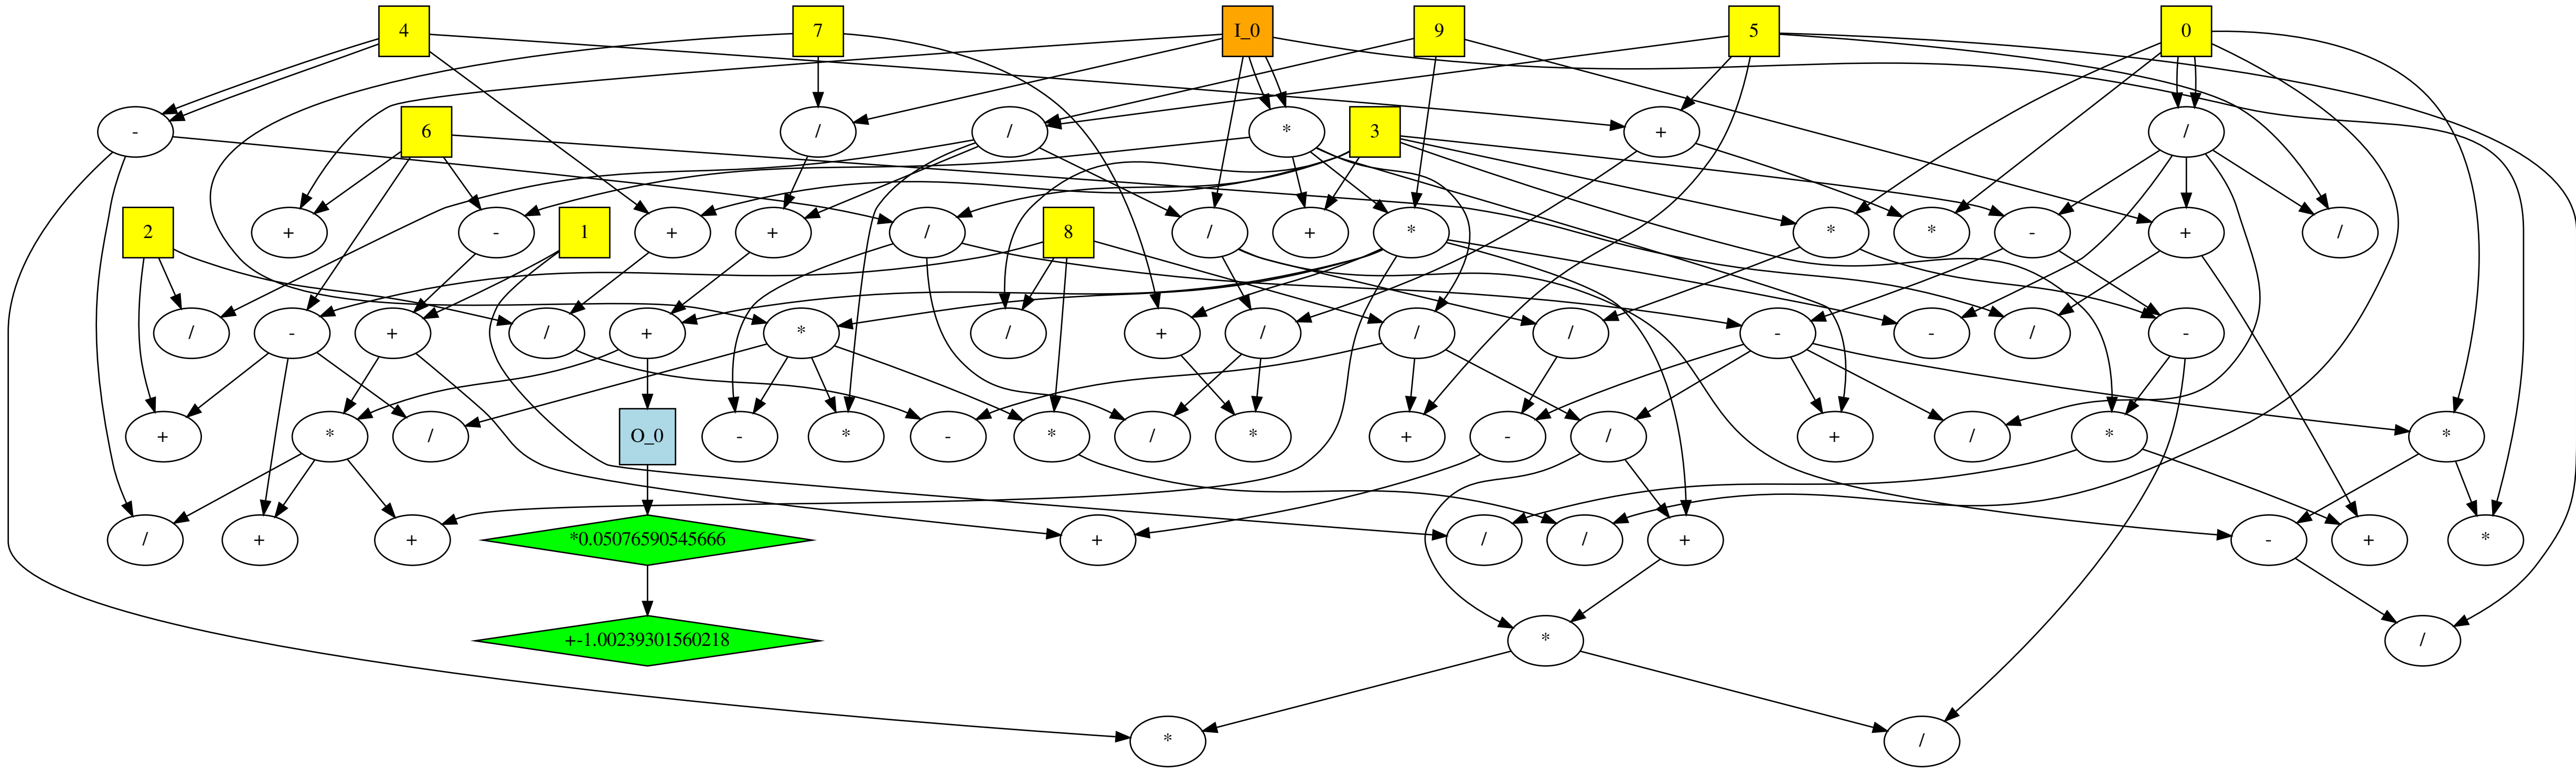 4 7 I_0 9 5 0
- 6 / / * 3 + /
2 + - 1 + + / 8 / + * * * - + /
/ - + / + * / + / / / - - / -
+ * / O_0 - * - * / * + - / + / * *
/ + + *0.05076590545666 + / / + - + *
+-1.00239301560218 * /
* /